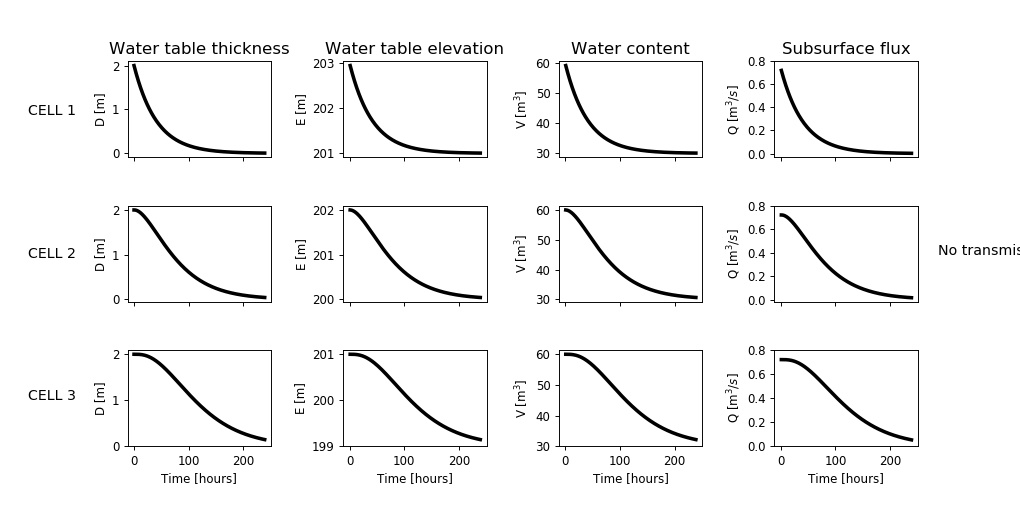 Water table thickness Water table elevation Water content Subsurface flux
CELL 1
D [m]
2
1
0
E [m]
203
202
201
V [m³]
60
50
40
30
Q [m³/s]
0.8
0.6
0.4
0.2
0.0
CELL 2
D [m]
2
1
0
E [m]
202
201
200
V [m³]
60
50
40
30
Q [m³/s]
0.8
0.6
0.4
0.2
0.0
No transmis
CELL 3
D [m]
2
1
0
E [m]
201
200
199
V [m³]
60
50
40
30
Q [m³/s]
0.8
0.6
0.4
0.2
0.0
0 100 200 0 100 200 0 100 200 0 100 200
Time [hours] Time [hours] Time [hours] Time [hours]